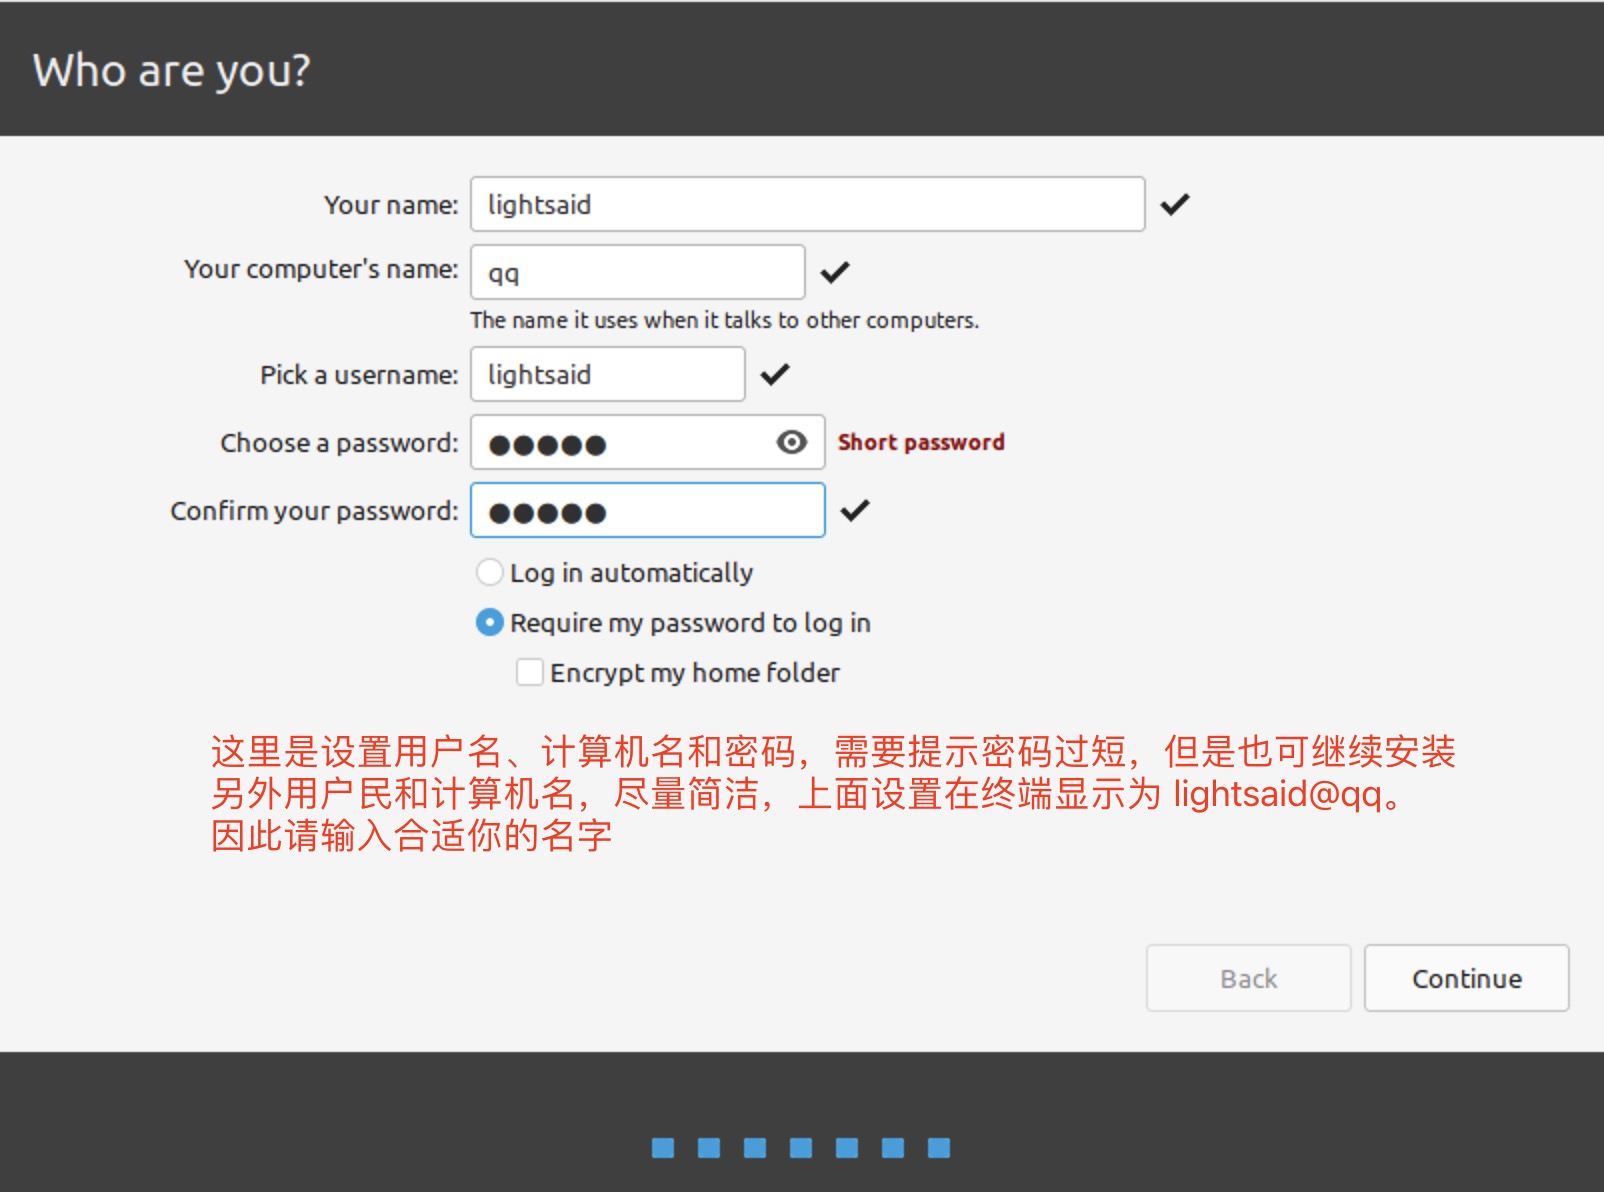 Who are you?
Your name: lightsaid
Your computer's name: qq
The name it uses when it talks to other computers.
Pick a username: lightsaid
Choose a password: ●●●●● Short password
Confirm your password: ●●●●●
Log in automatically
Require my password to log in
Encrypt my home folder
这里是设置用户名、计算机名和密码，需要提示密码过短，但是也可继续安装
另外用户民和计算机名，尽量简洁，上面设置在终端显示为 lightsaid@qq。
因此请输入合适你的名字
Back Continue